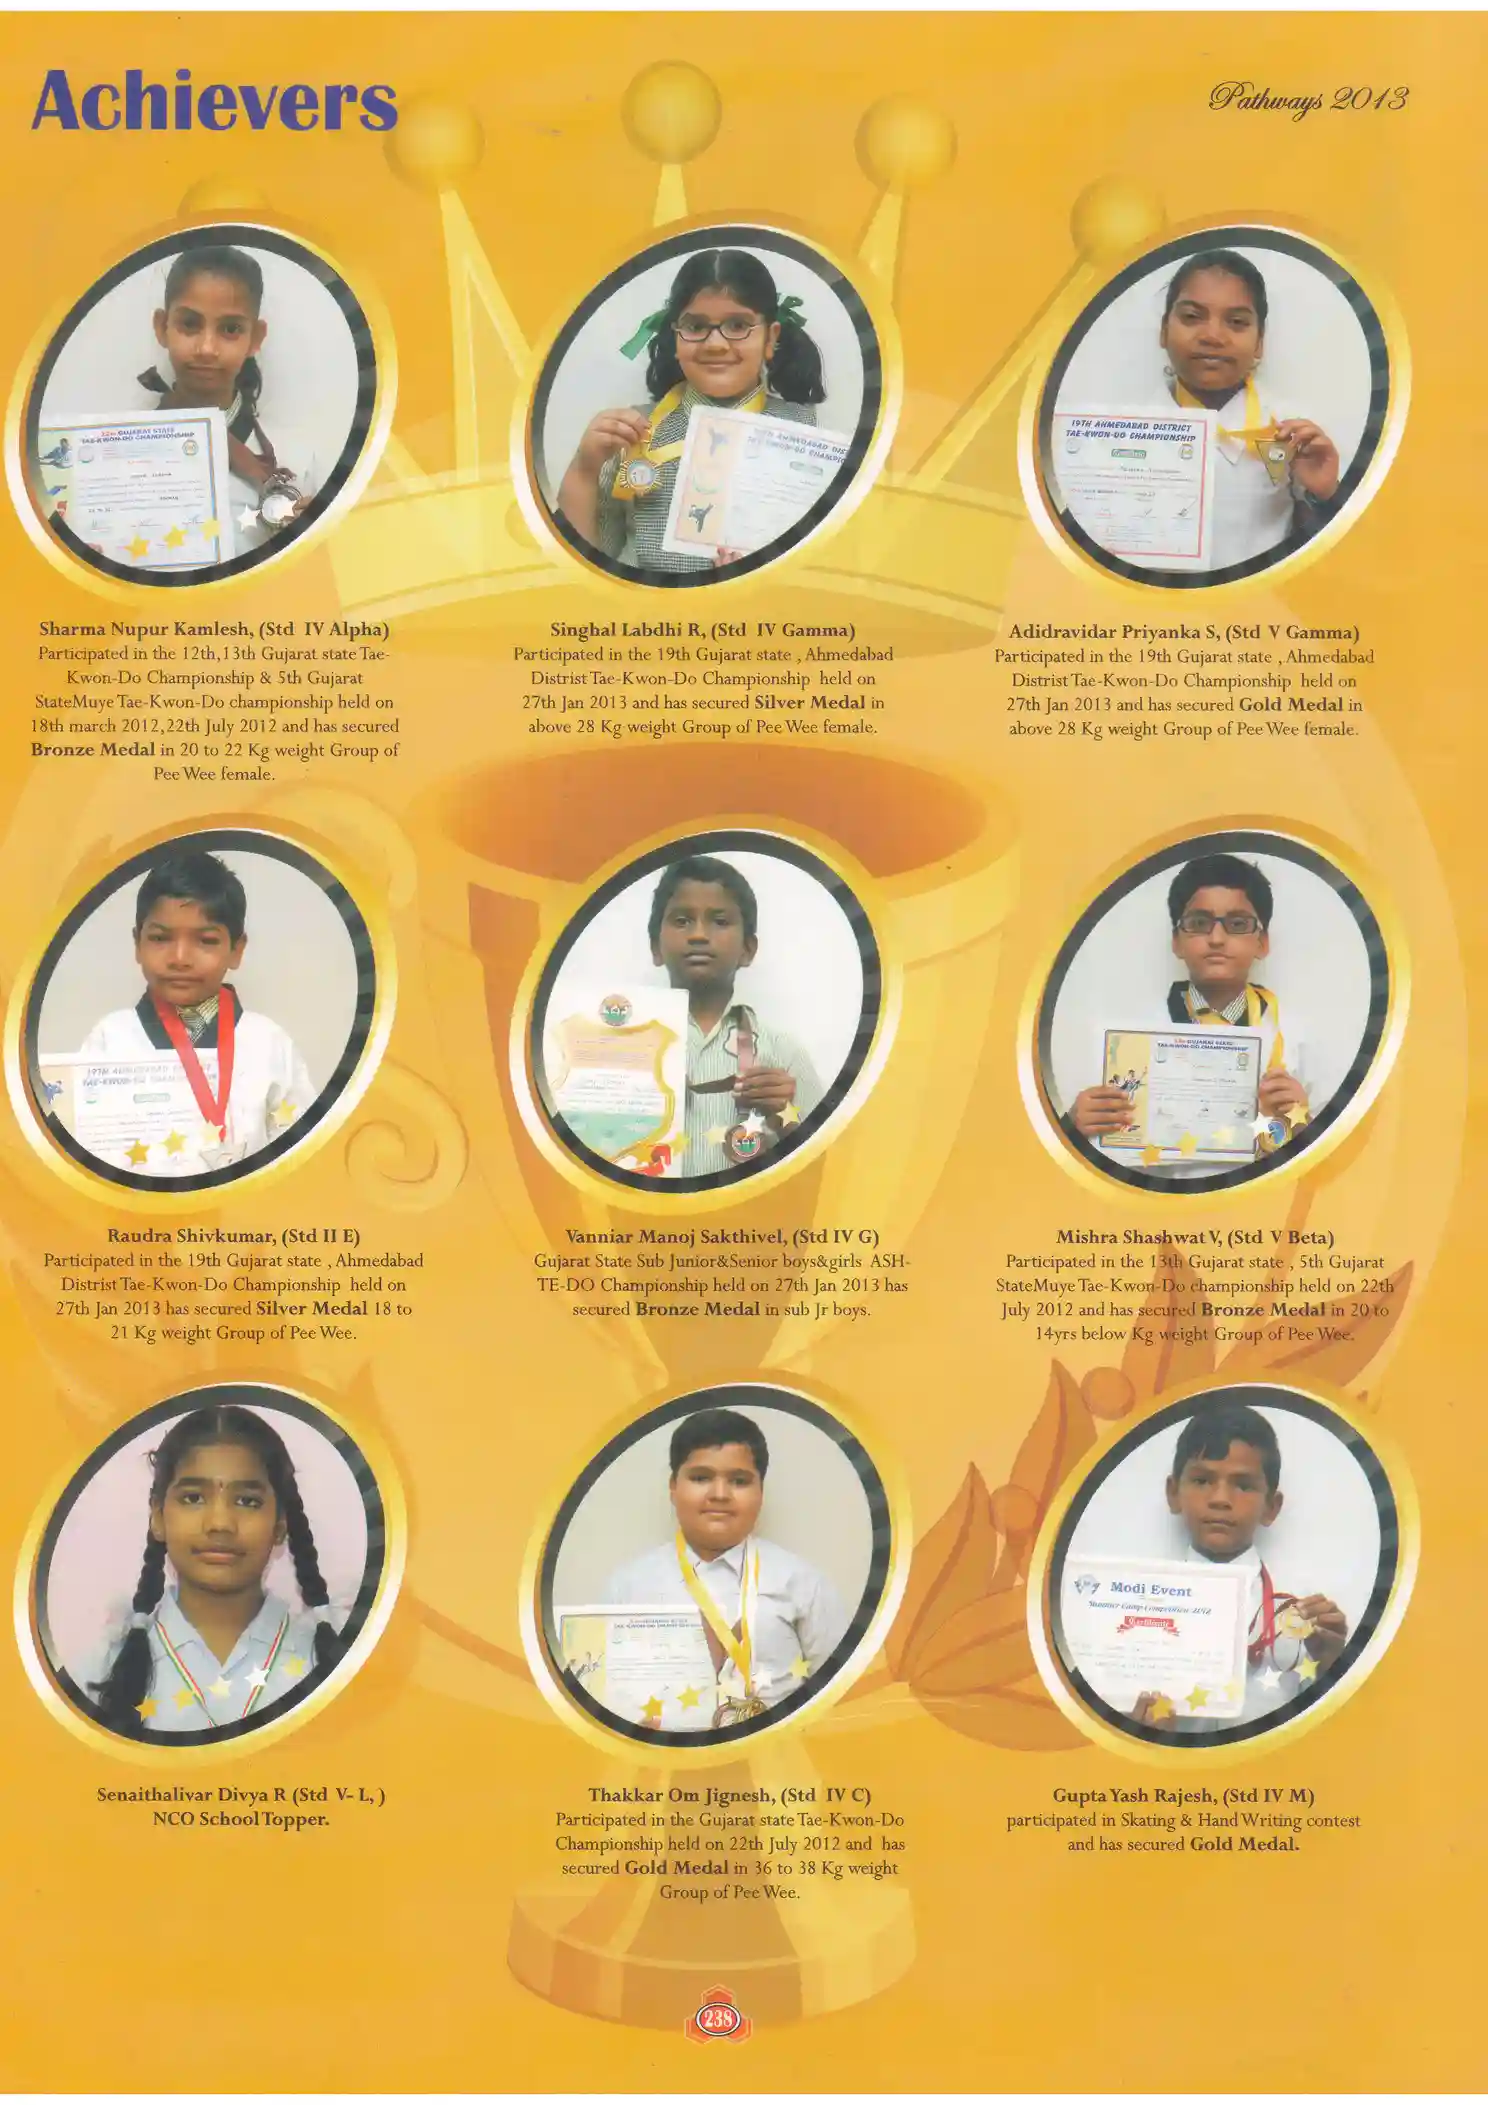 Achievers
Pathways 2013
12th GUJARAT STATE
TAE-KWON-DO CHAMPIONSHIP
19TH AHMEDABAD DISTRICT
TAE-KWON-DO CHAMPIONSHIP
Sharma Nupur Kamlesh, (Std IV Alpha)
Participated in the 12th,13th Gujarat state Tae-
Kwon-Do Championship & 5th Gujarat
StateMuye Tae-Kwon-Do championship held on
18th march 2012,22th July 2012 and has secured
Bronze Medal in 20 to 22 Kg weight Group of
Pee Wee female.
Singhal Labdhi R, (Std IV Gamma)
Participated in the 19th Gujarat state , Ahmedabad
Distrist Tae-Kwon-Do Championship held on
27th Jan 2013 and has secured Silver Medal in
above 28 Kg weight Group of Pee Wee female.
Adidravidar Priyanka S, (Std V Gamma)
Participated in the 19th Gujarat state , Ahmedabad
Distrist Tae-Kwon-Do Championship held on
27th Jan 2013 and has secured Gold Medal in
above 28 Kg weight Group of Pee Wee female.
19TH AHMEDABAD
TAE-KWON-DO CHAMPIONSHIP
GUJARAT STATE
TAE-KWON-DO CHAMPIONSHIP
Raudra Shivkumar, (Std II E)
Participated in the 19th Gujarat state , Ahmedabad
Distrist Tae-Kwon-Do Championship held on
27th Jan 2013 has secured Silver Medal 18 to
21 Kg weight Group of Pee Wee.
Vanniar Manoj Sakthivel, (Std IV G)
Gujarat State Sub Junior&Senior boys&girls ASH-
TE-DO Championship held on 27th Jan 2013 has
secured Bronze Medal in sub Jr boys.
Mishra Shashwat V, (Std V Beta)
Participated in the 13th Gujarat state , 5th Gujarat
StateMuye Tae-Kwon-Do championship held on 22th
July 2012 and has secured Bronze Medal in 20 to
14yrs below Kg weight Group of Pee Wee.
Modi Event
Summer Camp Competition 2012
Certificate
Senaithalivar Divya R (Std V- L, )
NCO School Topper.
Thakkar Om Jignesh, (Std IV C)
Participated in the Gujarat state Tae-Kwon-Do
Championship held on 22th July 2012 and has
secured Gold Medal in 36 to 38 Kg weight
Group of Pee Wee.
Gupta Yash Rajesh, (Std IV M)
participated in Skating & Hand Writing contest
and has secured Gold Medal.
238